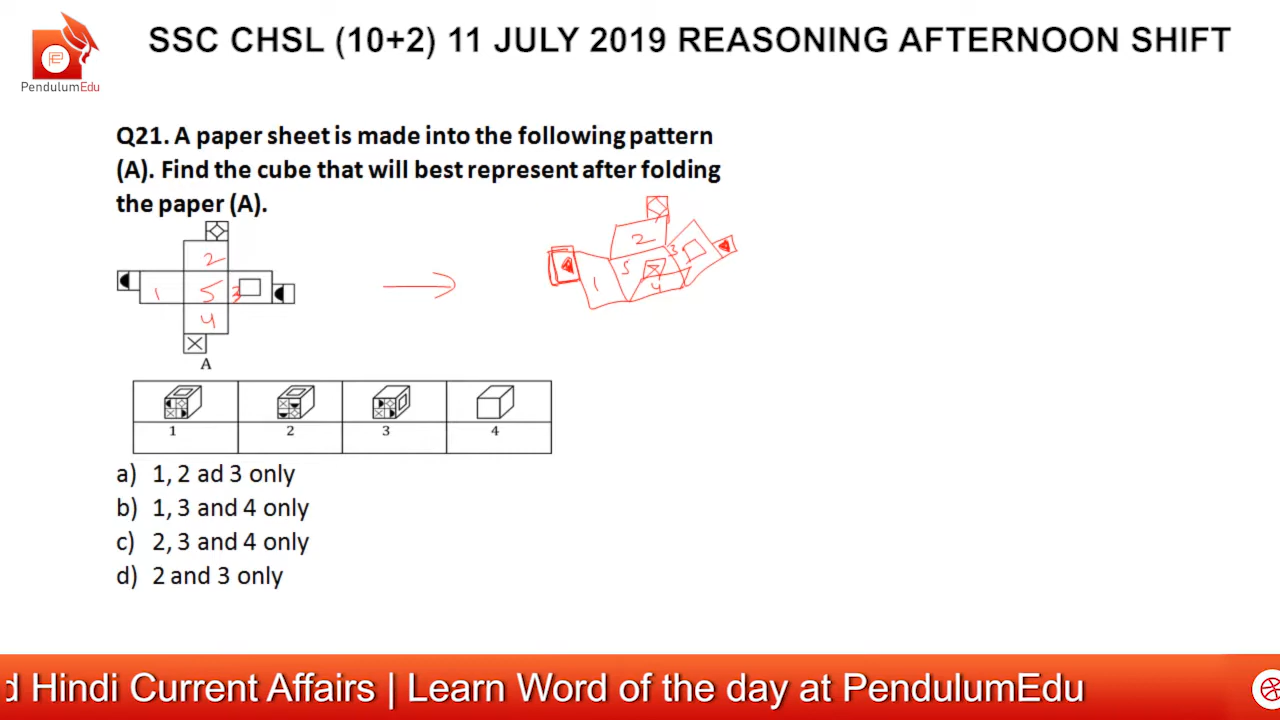 SSC CHSL (10+2) 11 JULY 2019 REASONING AFTERNOON SHIFT
PendulumEdu
Q21. A paper sheet is made into the following pattern
(A). Find the cube that will best represent after folding
the paper (A).
2
1 5 3
4
A
2
3
5
1 4
1 2 3 4
a) 1, 2 ad 3 only
b) 1, 3 and 4 only
c) 2, 3 and 4 only
d) 2 and 3 only
d Hindi Current Affairs | Learn Word of the day at PendulumEdu